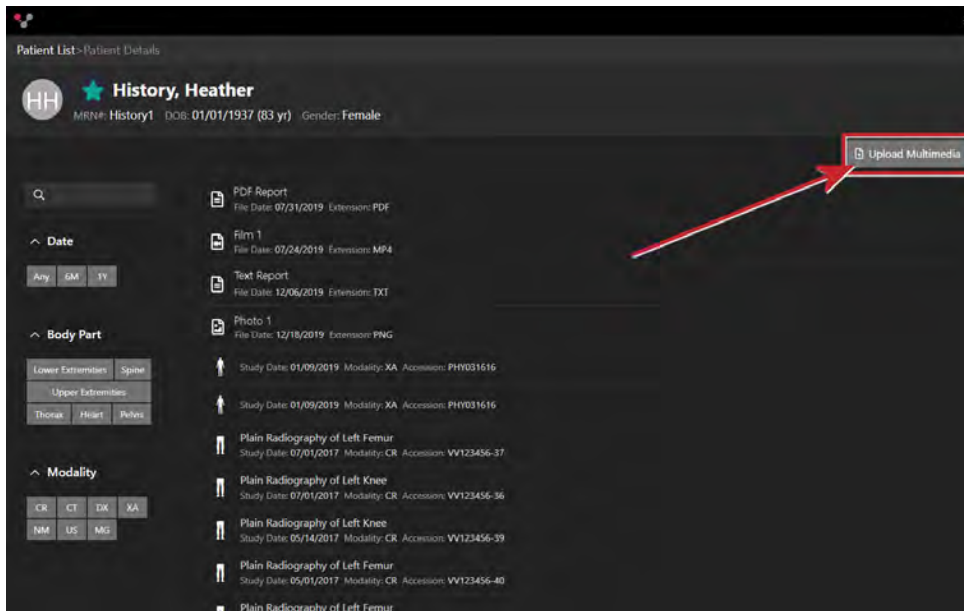 Patient List>Patient Details
HH
History, Heather
MRN#: History1 DOB: 01/01/1937 (83 yr) Gender: Female
Upload Multimedia
Date
Any 6M 1Y
Body Part
Lower Extremities Spine
Upper Extremities
Thorax Heart Pelvis
Modality
CR CT DX XA
NM US MG
PDF Report
File Date: 07/31/2019 Extension: PDF
Film 1
File Date: 07/24/2019 Extension: MP4
Text Report
File Date: 12/06/2019 Extension: TXT
Photo 1
File Date: 12/18/2019 Extension: PNG
Study Date: 01/09/2019 Modality: XA Accession: PHY031616
Study Date: 01/09/2019 Modality: XA Accession: PHY031616
Plain Radiography of Left Femur
Study Date: 07/01/2017 Modality: CR Accession: VV123456-37
Plain Radiography of Left Knee
Study Date: 07/01/2017 Modality: CR Accession: VV123456-36
Plain Radiography of Left Knee
Study Date: 05/14/2017 Modality: CR Accession: VV123456-39
Plain Radiography of Left Femur
Study Date: 05/01/2017 Modality: CR Accession: VV123456-40
Plain Radiography of Left Femur